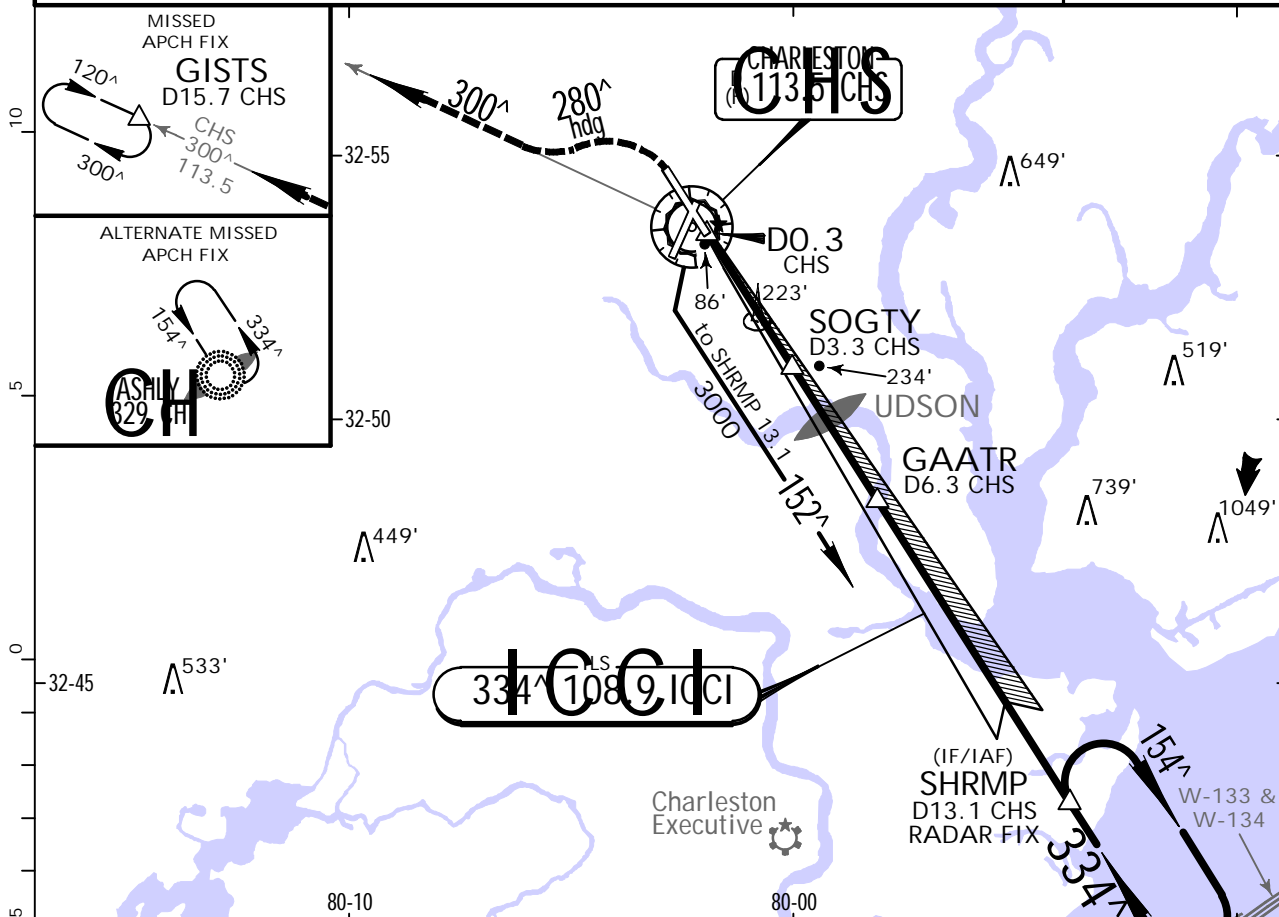 MISSED
APCH FIX
120^
GISTS
D15.7 CHS
CHS
300^
113.5
300^
ALTERNATE MISSED
APCH FIX
154^
334^
ASHLY
329 CH
CH
10
5
0
5
32-55
32-50
32-45
80-10
80-00
300^
280^
hdg
CHARLESTON
113.5 CHS
CHS
649'
D0.3
CHS
86'
223'
SOGTY
D3.3 CHS
234'
519'
UDSON
to SHRMP 13.1
3000
152^
GAATR
D6.3 CHS
739'
1049'
449'
533'
ILS
334^ 108.9 ICCI
ICCI
(IF/IAF)
SHRMP
D13.1 CHS
RADAR FIX
154^
334^
W-133 &
W-134
Charleston
Executive